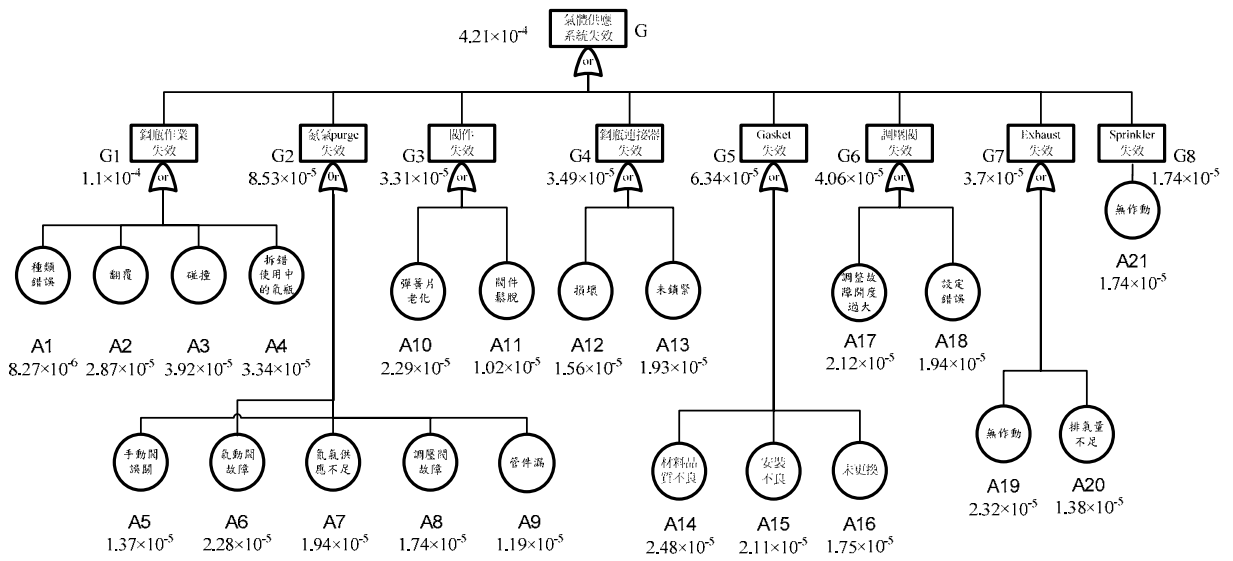 氣體供應
系統失效
G
4.21×10⁻⁴
or
鋼瓶作業
失效
G1
1.1×10⁻⁴
or
氮氣purge
失效
G2
8.53×10⁻⁵
Or
閥件
失效
G3
3.31×10⁻⁵
or
鋼瓶連接器
失效
G4
3.49×10⁻⁵
or
Gasket
失效
G5
6.34×10⁻⁵
or
調壓閥
失效
G6
4.06×10⁻⁵
or
Exhaust
失效
G7
3.7×10⁻⁵
or
Sprinkler
失效
G8
1.74×10⁻⁵
無作動
A21
1.74×10⁻⁵
種類
錯誤
翻覆
碰撞
拆錯
使用中
的氣瓶
彈簧片
老化
閥件
鬆脫
損壞
未鎖緊
調整故
障開度
過大
設定
錯誤
A1
8.27×10⁻⁶
A2
2.87×10⁻⁵
A3
3.92×10⁻⁵
A4
3.34×10⁻⁵
A10
2.29×10⁻⁵
A11
1.02×10⁻⁵
A12
1.56×10⁻⁵
A13
1.93×10⁻⁵
A17
2.12×10⁻⁵
A18
1.94×10⁻⁵
手動閥
誤關
氣動閥
故障
氮氣供
應不足
調壓閥
故障
管件漏
材料品
質不良
安裝
不良
未更換
無作動
排氣量
不足
A5
1.37×10⁻⁵
A6
2.28×10⁻⁵
A7
1.94×10⁻⁵
A8
1.74×10⁻⁵
A9
1.19×10⁻⁵
A14
2.48×10⁻⁵
A15
2.11×10⁻⁵
A16
1.75×10⁻⁵
A19
2.32×10⁻⁵
A20
1.38×10⁻⁵